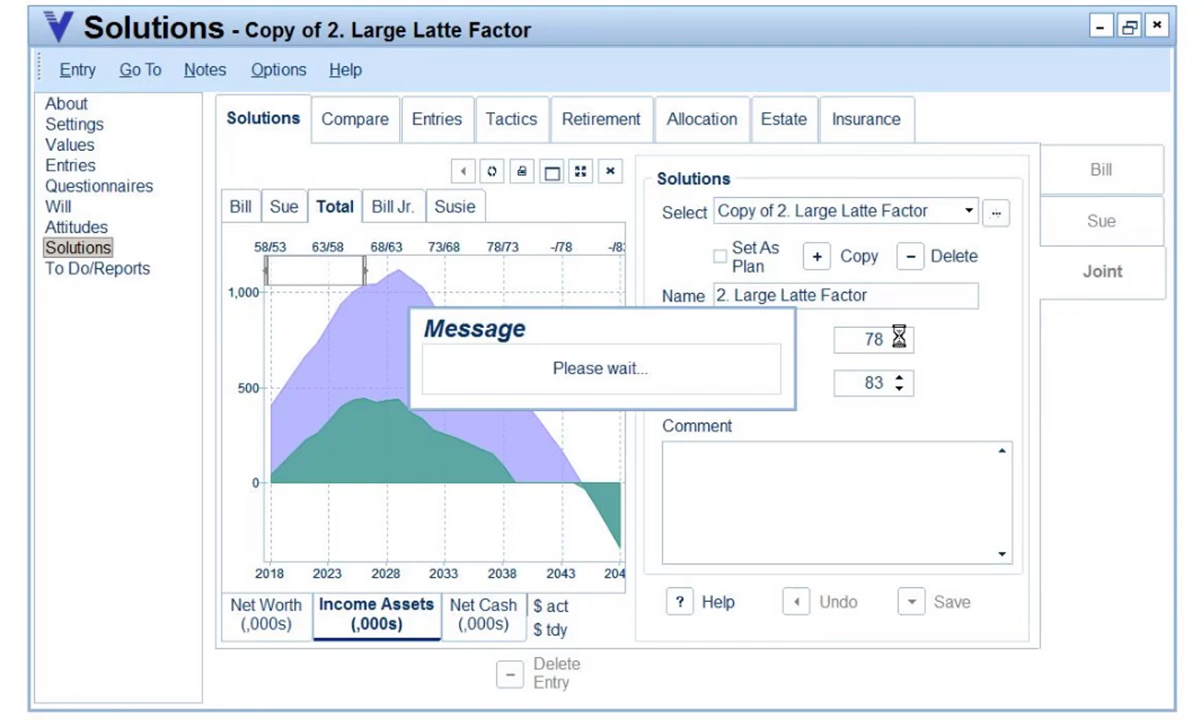 Solutions - Copy of 2. Large Latte Factor
Entry Go To Notes Options Help
About
Settings
Values
Entries
Questionnaires
Will
Attitudes
Solutions
To Do/Reports
Solutions Compare Entries Tactics Retirement Allocation Estate Insurance
Bill
Sue
Joint
Bill Sue Total Bill Jr. Susie
58/53 63/58 68/63 73/68 78/73 -/78
1,000
500
0
2018 2023 2028 2033 2038 2043
Net Worth
(,000s)
Income Assets
(,000s)
Net Cash
(,000s)
$ act
$ tdy
Solutions
Select Copy of 2. Large Latte Factor ...
Set As
Plan
+ Copy - Delete
Name 2. Large Latte Factor
78
83
Message
Please wait...
Comment
? Help Undo Save
- Delete
Entry